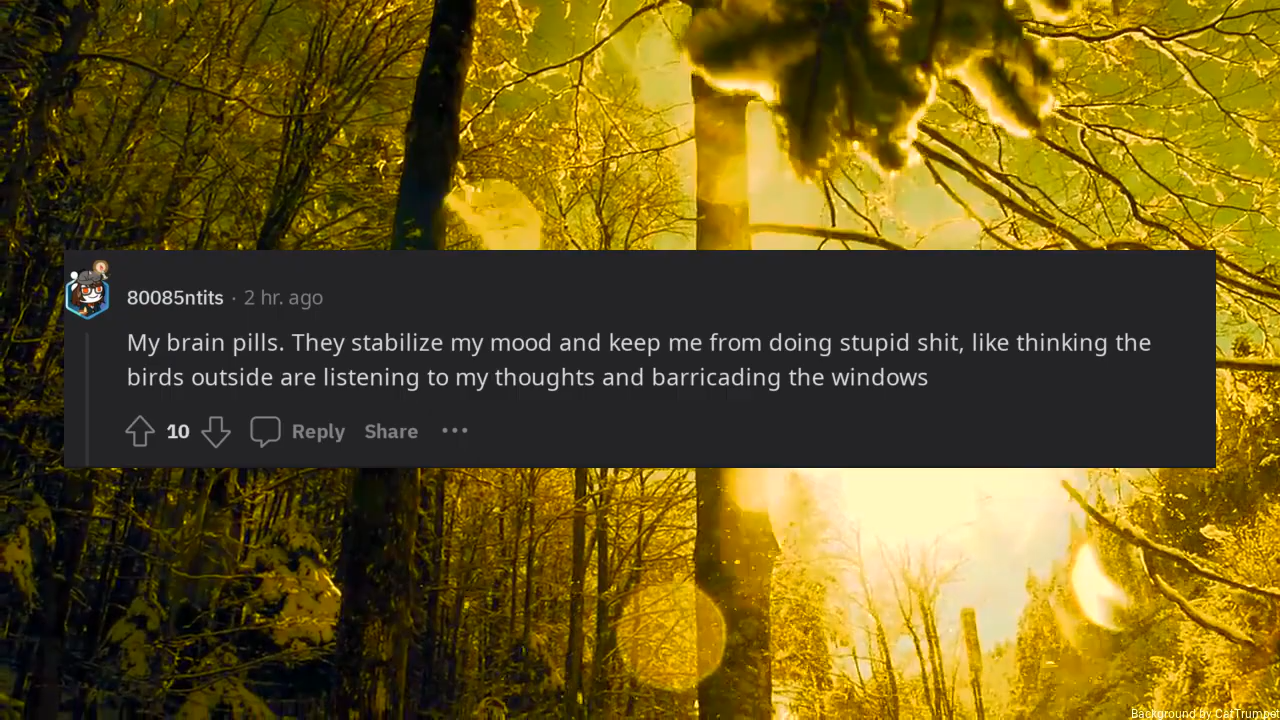 80085ntits · 2 hr. ago
My brain pills. They stabilize my mood and keep me from doing stupid shit, like thinking the
birds outside are listening to my thoughts and barricading the windows
10 Reply Share ...
Background by CatTrumpet